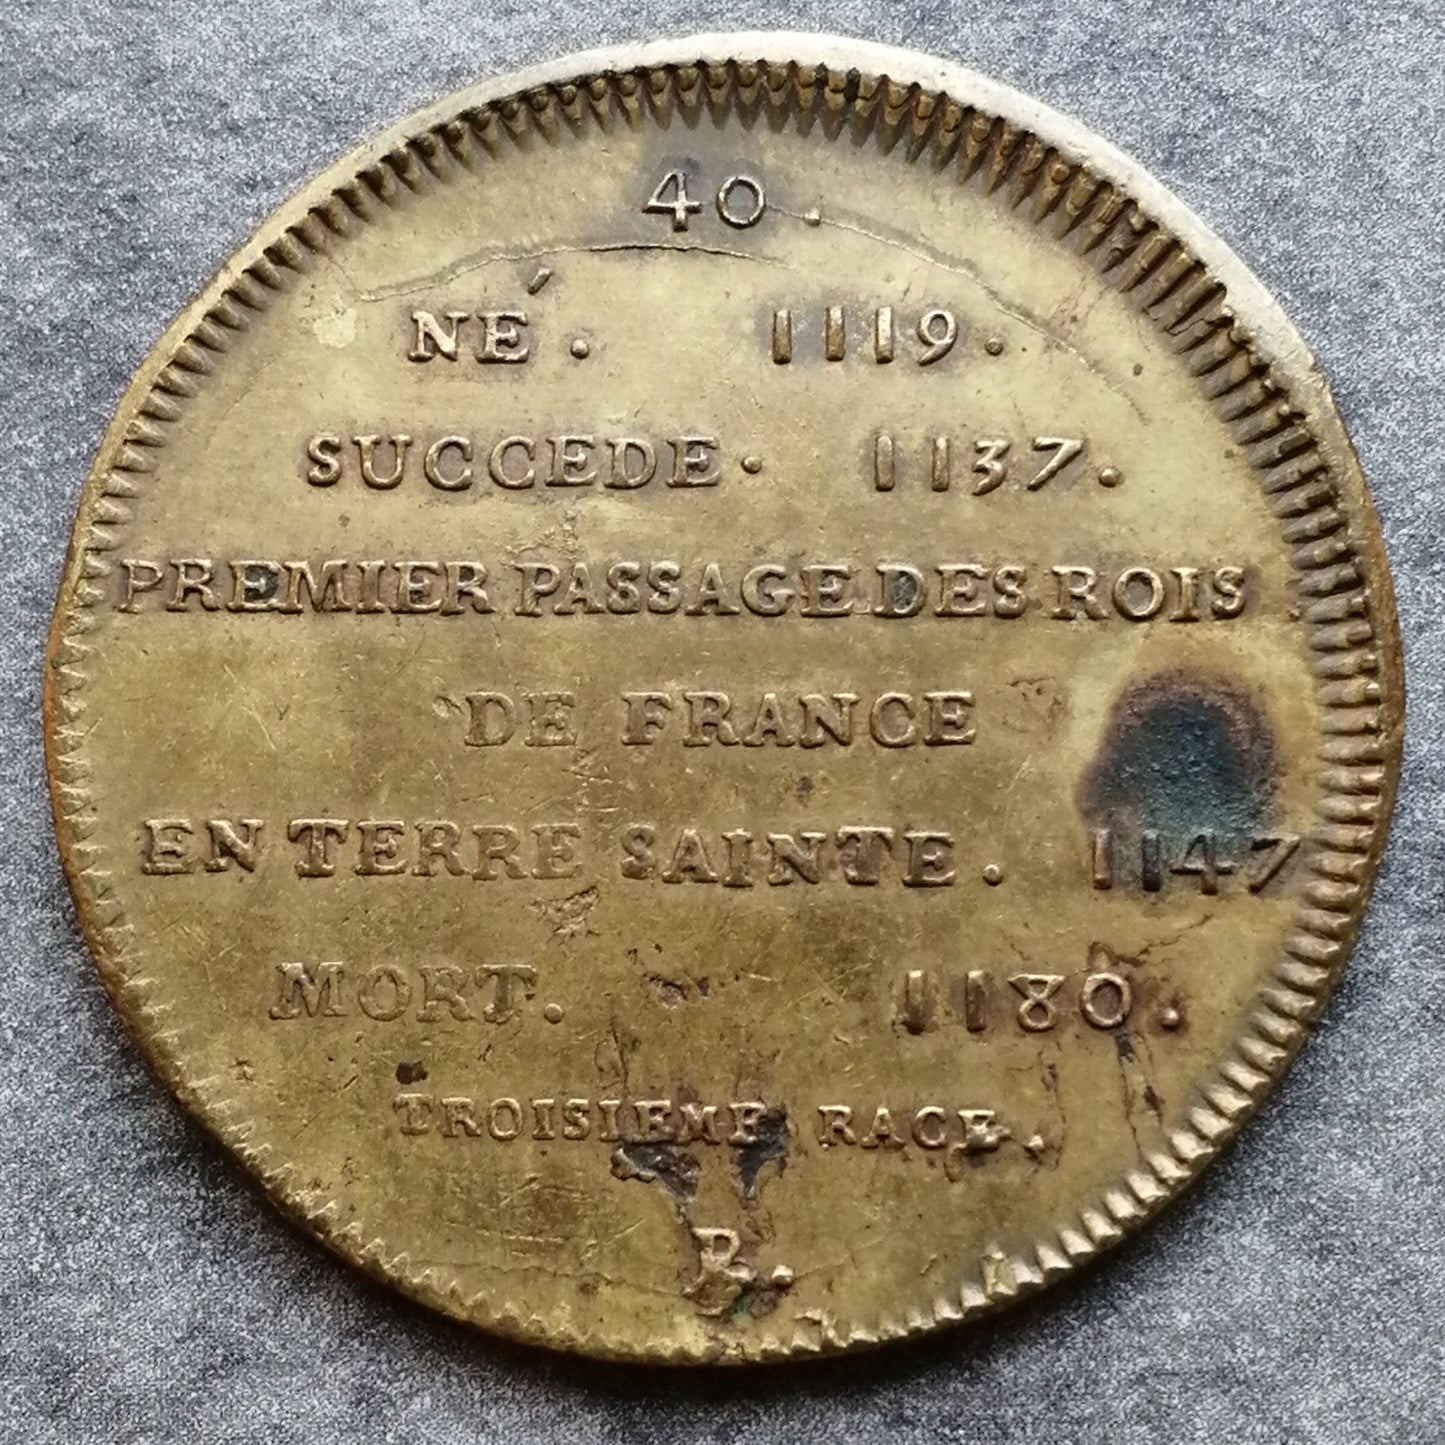 40.
NÉ. 1119.
SUCCEDE. 1137.
PREMIER PASSAGE DES ROIS
DE FRANCE
EN TERRE SAINTE. 1147
MORT. 1180.
TROISIEME RACE.
R.